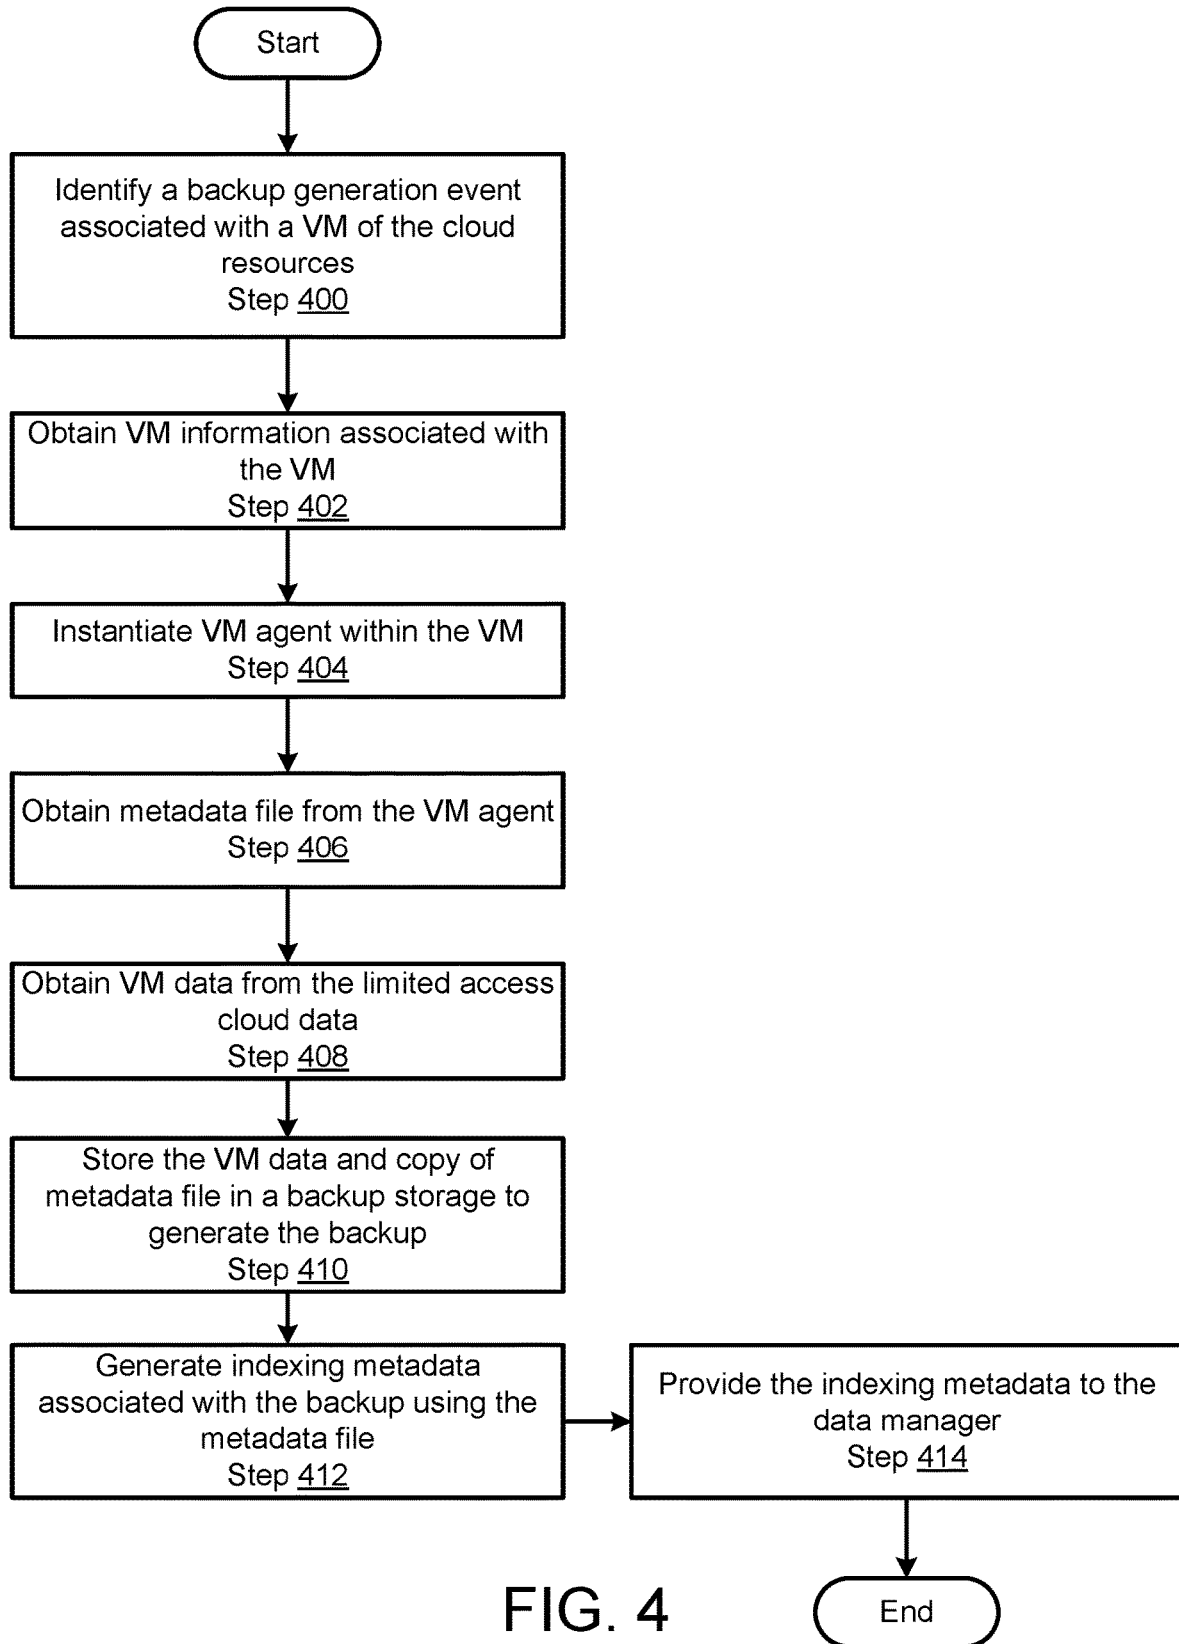 Start
Identify a backup generation event
associated with a VM of the cloud
resources
Step 400
Obtain VM information associated with
the VM
Step 402
Instantiate VM agent within the VM
Step 404
Obtain metadata file from the VM agent
Step 406
Obtain VM data from the limited access
cloud data
Step 408
Store the VM data and copy of
metadata file in a backup storage to
generate the backup
Step 410
Generate indexing metadata
associated with the backup using the
metadata file
Step 412
Provide the indexing metadata to the
data manager
Step 414
End
FIG. 4